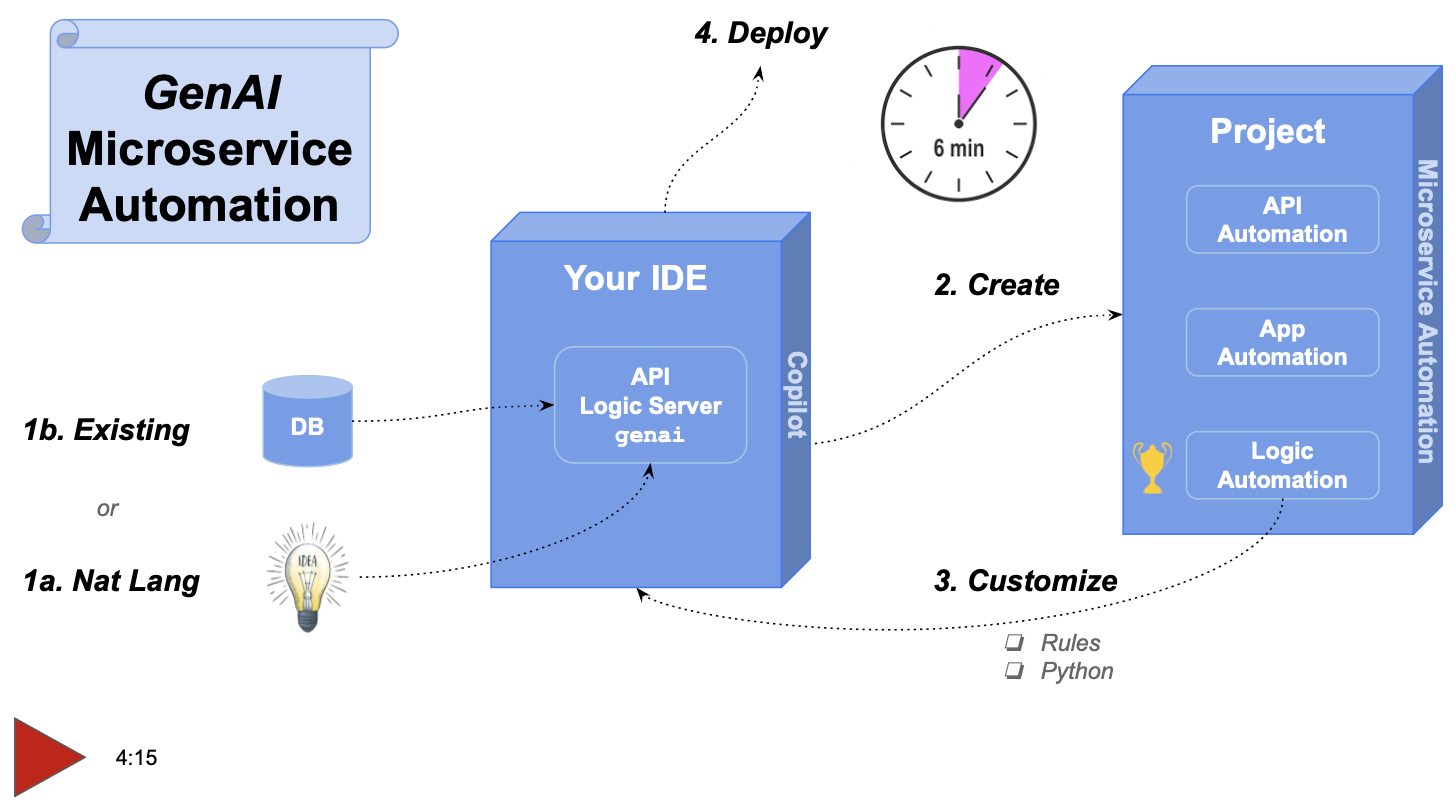 GenAI
Microservice
Automation
4. Deploy
6 min
Your IDE
API
Logic Server
genai
Copilot
1b. Existing
DB
or
1a. Nat Lang
IDEA
2. Create
Project
API
Automation
App
Automation
Logic
Automation
Microservice Automation
3. Customize
❏ Rules
❏ Python
4:15